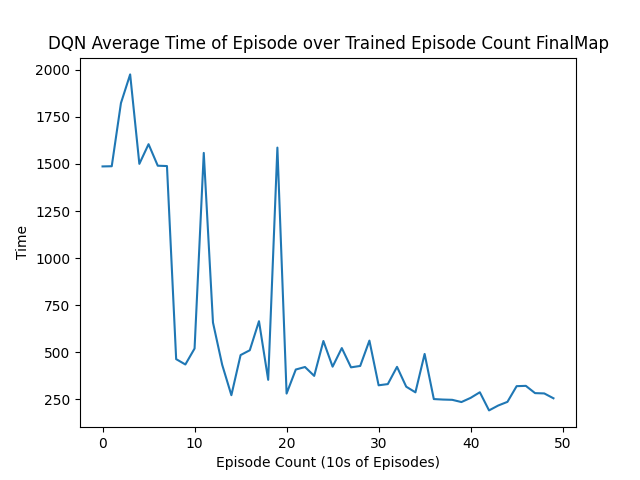 DQN Average Time of Episode over Trained Episode Count FinalMap
2000
1750
1500
1250
1000
750
500
250
Time
0 10 20 30 40 50
Episode Count (10s of Episodes)